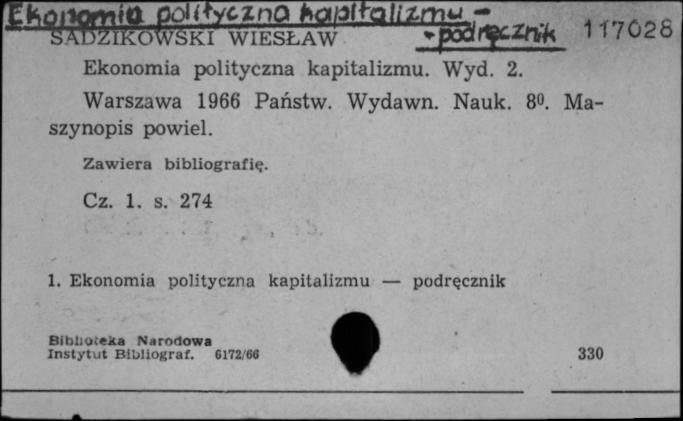 Ekonomia polityczna kapitalizmu -
- podręcznik 117028
SADZIKOWSKI WIESŁAW
Ekonomia polityczna kapitalizmu. Wyd. 2.
Warszawa 1966 Państw. Wydawn. Nauk. 8⁰. Ma-
szynopis powiel.
Zawiera bibliografię.
Cz. 1. s. 274
1. Ekonomia polityczna kapitalizmu — podręcznik
Biblioteka Narodowa
Instytut Bibliograf. 6172/66
330